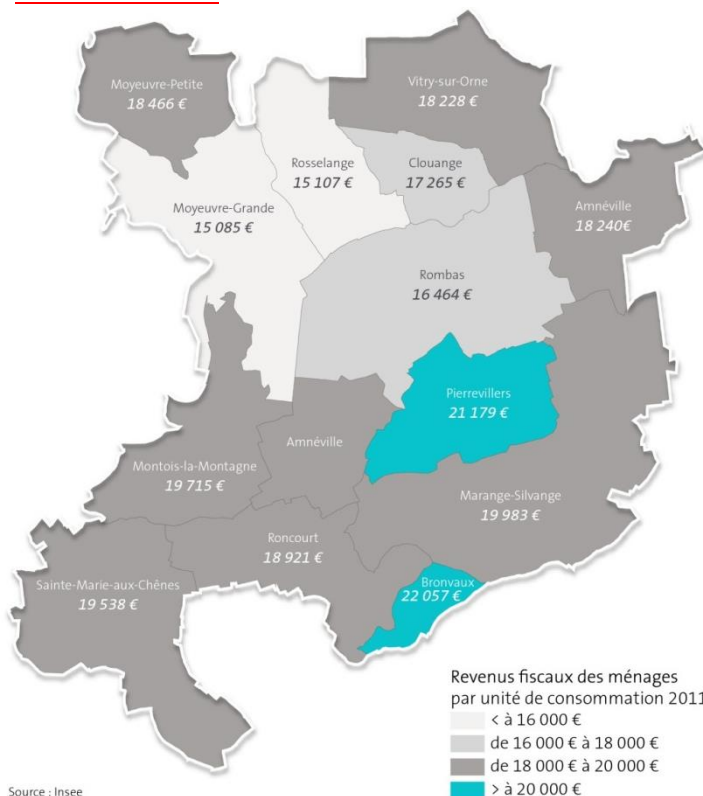 Moyeuvre-Petite
18 466 €
Vitry-sur-Orne
18 228 €
Rosselange
15 107 €
Clouange
17 265 €
Moyeuvre-Grande
15 085 €
Amnéville
18 240€
Rombas
16 464 €
Pierrevillers
21 179 €
Amnéville
Montois-la-Montagne
19 715 €
Marange-Silvange
19 983 €
Roncourt
18 921 €
Sainte-Marie-aux-Chênes
19 538 €
Bronvaux
22 057 €
Revenus fiscaux des ménages
par unité de consommation 2011
< à 16 000 €
de 16 000 € à 18 000 €
de 18 000 € à 20 000 €
> à 20 000 €
Source : Insee